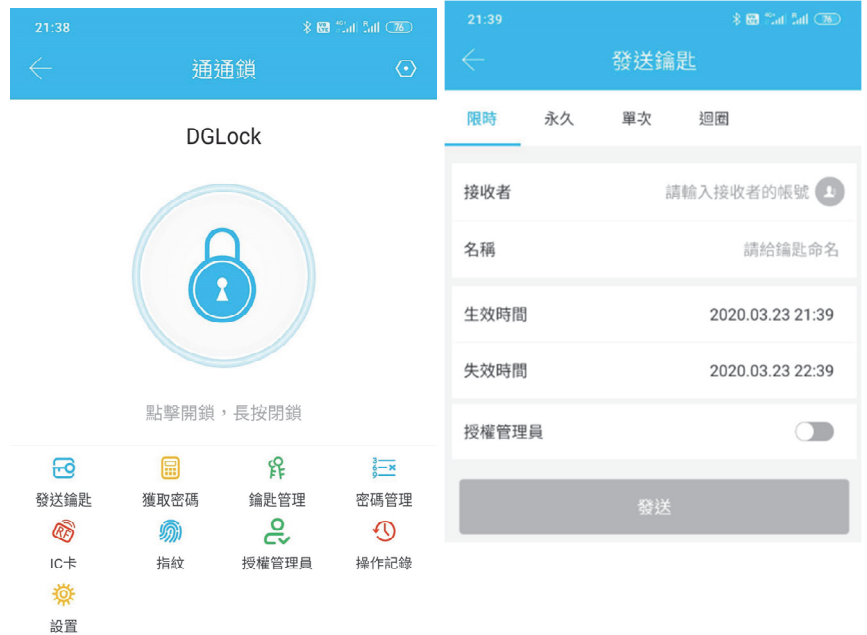 21:38
76
通通鎖
DGLock
點擊開鎖，長按閉鎖
發送鑰匙
獲取密碼
鑰匙管理
密碼管理
IC卡
指紋
授權管理員
操作記錄
設置
21:39
76
發送鑰匙
限時
永久
單次
迴圈
接收者
請輸入接收者的帳號
名稱
請給鑰匙命名
生效時間
2020.03.23 21:39
失效時間
2020.03.23 22:39
授權管理員
發送